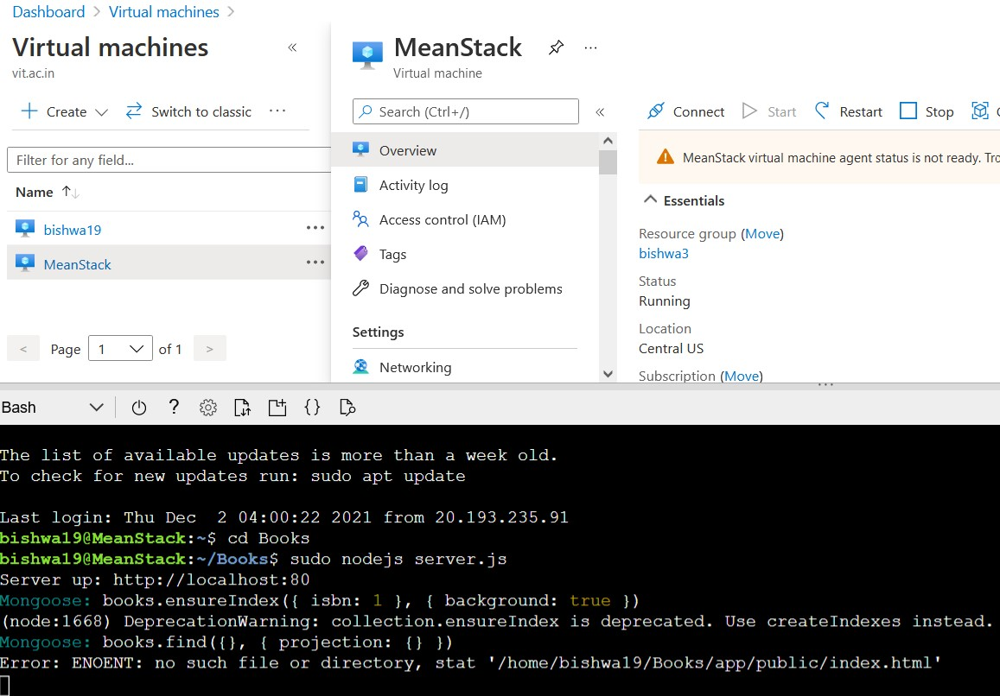 Dashboard > Virtual machines >
Virtual machines «
vit.ac.in
+ Create Switch to classic ...
Filter for any field...
Name ↑↓
bishwa19 ...
MeanStack ...
< Page 1 of 1 >
MeanStack ...
Virtual machine
Search (Ctrl+/) «
Overview
Activity log
Access control (IAM)
Tags
Diagnose and solve problems
Settings
Networking
Connect Start Restart Stop
MeanStack virtual machine agent status is not ready. Tro
Essentials
Resource group (Move)
bishwa3
Status
Running
Location
Central US
Subscription (Move)
...
Bash ? {}
The list of available updates is more than a week old.
To check for new updates run: sudo apt update
Last login: Thu Dec  2 04:00:22 2021 from 20.193.235.91
bishwa19@MeanStack:~$ cd Books
bishwa19@MeanStack:~/Books$ sudo nodejs server.js
Server up: http://localhost:80
Mongoose: books.ensureIndex({ isbn: 1 }, { background: true })
(node:1668) DeprecationWarning: collection.ensureIndex is deprecated. Use createIndexes instead.
Mongoose: books.find({}, { projection: {} })
Error: ENOENT: no such file or directory, stat '/home/bishwa19/Books/app/public/index.html'